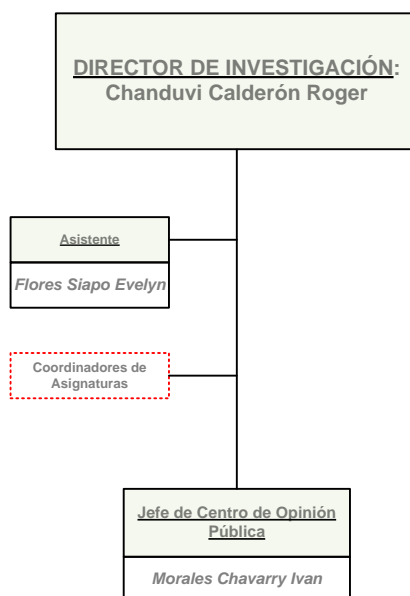 DIRECTOR DE INVESTIGACIÓN:
Chanduvi Calderón Roger
Asistente
Flores Siapo Evelyn
Coordinadores de
Asignaturas
Jefe de Centro de Opinión
Pública
Morales Chavarry Ivan